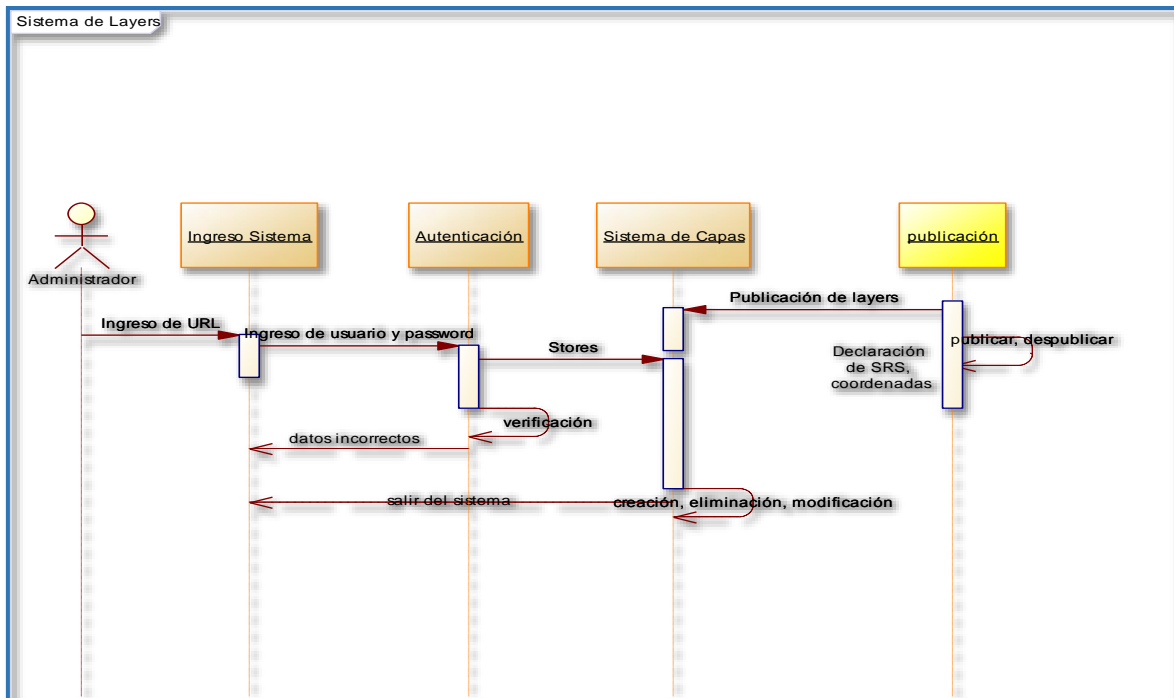 Sistema de Layers
Ingreso Sistema
Autenticación
Sistema de Capas
publicación
Administrador
Publicación de layers
Ingreso de URL
Ingreso de usuario y password
publicar, despublicar
Stores
Declaración
de SRS,
coordenadas
verificación
datos incorrectos
salir del sistema
creación, eliminación, modificación